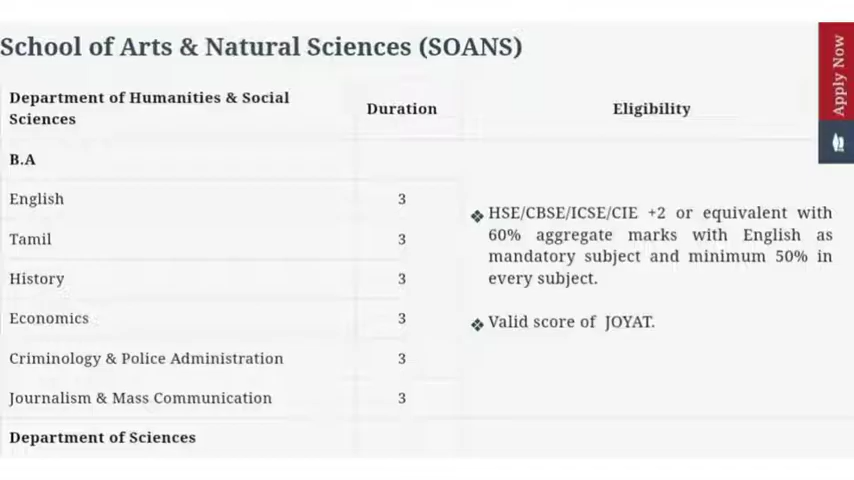 School of Arts & Natural Sciences (SOANS)
Apply Now
Department of Humanities & Social
Sciences
Duration
Eligibility
B.A
English 3
Tamil 3
History 3
Economics 3
Criminology & Police Administration 3
Journalism & Mass Communication 3
❖ HSE/CBSE/ICSE/CIE +2 or equivalent with
60% aggregate marks with English as
mandatory subject and minimum 50% in
every subject.
❖ Valid score of JOYAT.
Department of Sciences